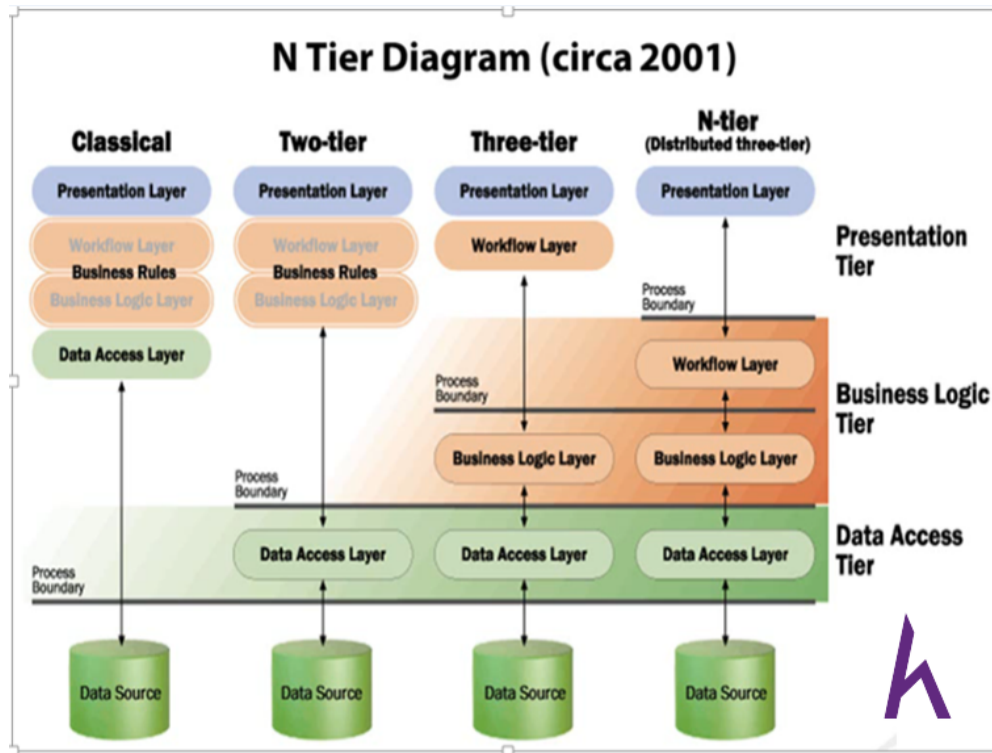 N Tier Diagram (circa 2001)
Classical
Two-tier
Three-tier
N-tier
(Distributed three-tier)
Presentation Layer
Presentation Layer
Presentation Layer
Presentation Layer
Workflow Layer
Business Rules
Business Logic Layer
Workflow Layer
Business Rules
Business Logic Layer
Workflow Layer
Presentation
Tier
Data Access Layer
Process
Boundary
Workflow Layer
Process
Boundary
Business Logic
Tier
Business Logic Layer
Business Logic Layer
Process
Boundary
Data Access Layer
Data Access Layer
Data Access Layer
Data Access
Tier
Process
Boundary
Data Source
Data Source
Data Source
Data Source